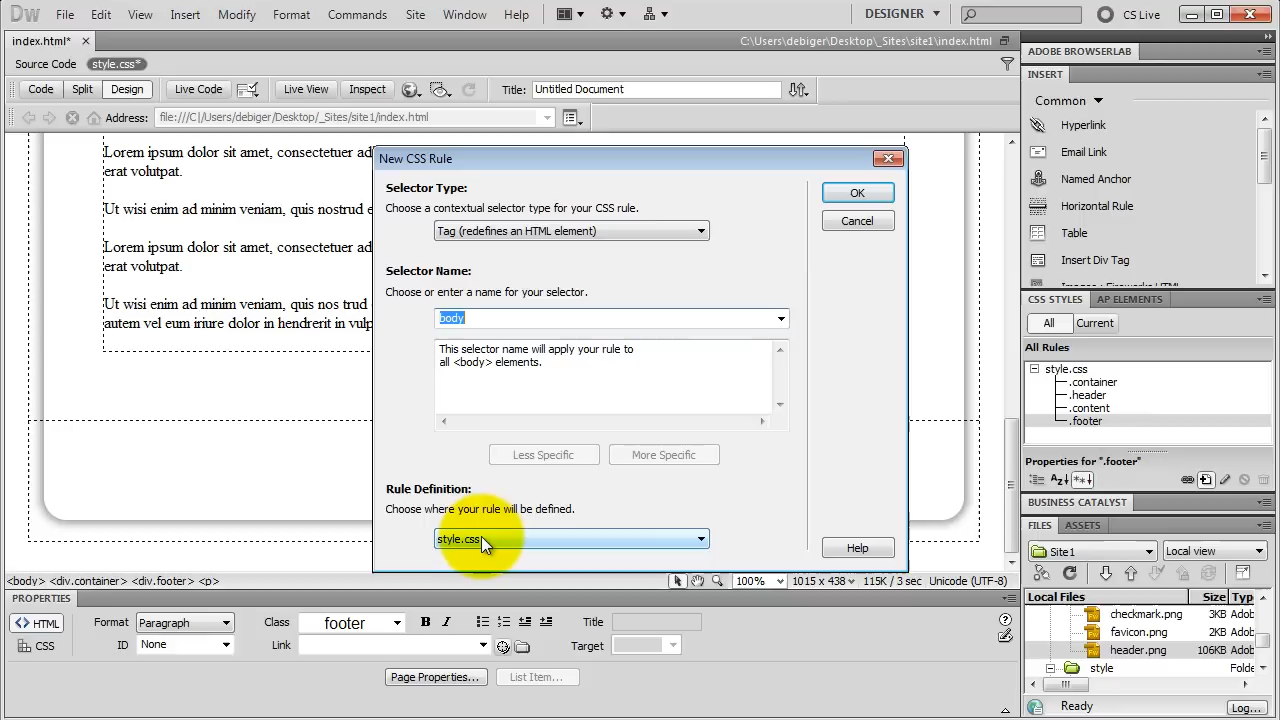 Dw File Edit View Insert Modify Format Commands Site Window Help DESIGNER CS Live
index.html* C:\Users\debiger\Desktop\_Sites\site1\index.html
Source Code style.css*
Code Split Design Live Code Live View Inspect Title: Untitled Document
Address: file:///C|/Users/debiger/Desktop/_Sites/site1/index.html
Lorem ipsum dolor sit amet, consectetuer ad
erat volutpat.
Ut wisi enim ad minim veniam, quis nostrud e
Lorem ipsum dolor sit amet, consectetuer ad
erat volutpat.
Ut wisi enim ad minim veniam, quis nos trud
autem vel eum iriure dolor in hendrerit in vulp
New CSS Rule
Selector Type:
Choose a contextual selector type for your CSS rule.
Tag (redefines an HTML element)
Selector Name:
Choose or enter a name for your selector.
body
This selector name will apply your rule to
all <body> elements.
Less Specific More Specific
Rule Definition:
Choose where your rule will be defined.
style.css
OK
Cancel
Help
ADOBE BROWSERLAB
INSERT
Common
Hyperlink
Email Link
Named Anchor
Horizontal Rule
Table
Insert Div Tag
CSS STYLES AP ELEMENTS
All Current
All Rules
style.css
.container
.header
.content
.footer
Properties for ".footer"
BUSINESS CATALYST
FILES ASSETS
Site1 Local view
Local Files Size Typ
checkmark.png 3KB Adob
favicon.png 2KB Adob
header.png 106KB Adob
style Folde
Ready Log...
<body> <div.container> <div.footer> <p> 100% 1015 x 438 115K / 3 sec Unicode (UTF-8)
PROPERTIES
HTML Format Paragraph Class footer B I Title
CSS ID None Link Target
Page Properties... List Item...